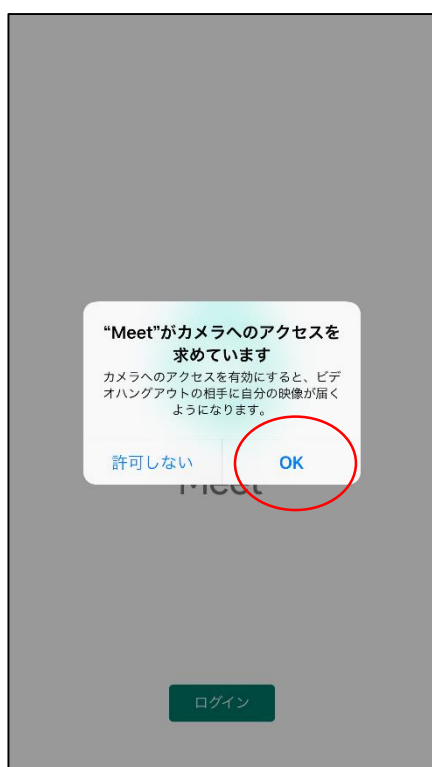 “Meet”がカメラへのアクセスを
求めています
カメラへのアクセスを有効にすると、ビデ
オハングアウトの相手に自分の映像が届く
ようになります。
許可しない
OK
Meet
ログイン